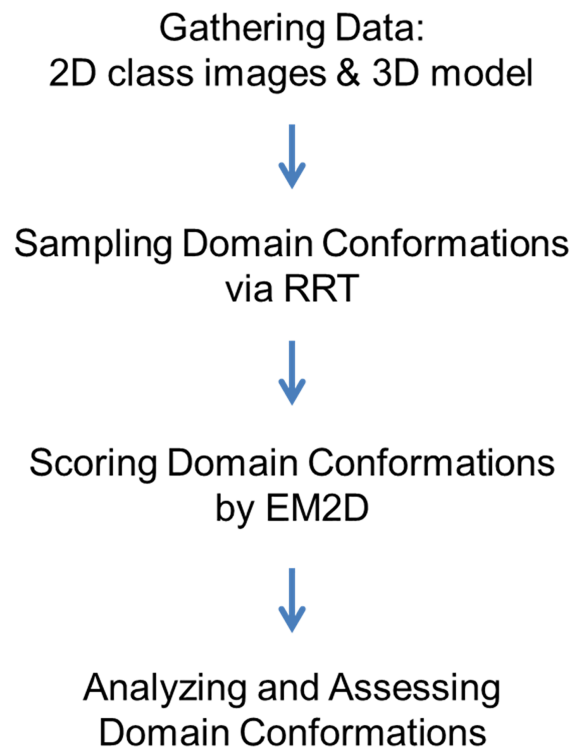 Gathering Data:
2D class images & 3D model
Sampling Domain Conformations
via RRT
Scoring Domain Conformations
by EM2D
Analyzing and Assessing
Domain Conformations